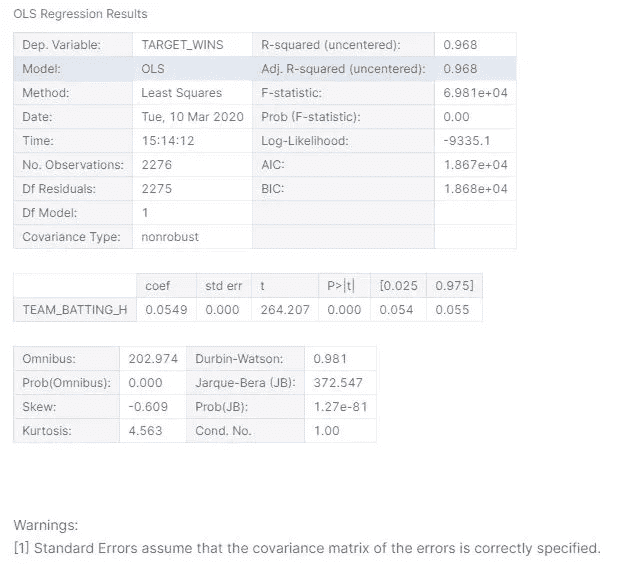 OLS Regression Results
Dep. Variable: TARGET_WINS R-squared (uncentered): 0.968
Model: OLS Adj. R-squared (uncentered): 0.968
Method: Least Squares F-statistic: 6.981e+04
Date: Tue, 10 Mar 2020 Prob (F-statistic): 0.00
Time: 15:14:12 Log-Likelihood: -9335.1
No. Observations: 2276 AIC: 1.867e+04
Df Residuals: 2275 BIC: 1.868e+04
Df Model: 1
Covariance Type: nonrobust
coef std err t P>|t| [0.025 0.975]
TEAM_BATTING_H 0.0549 0.000 264.207 0.000 0.054 0.055
Omnibus: 202.974 Durbin-Watson: 0.981
Prob(Omnibus): 0.000 Jarque-Bera (JB): 372.547
Skew: -0.609 Prob(JB): 1.27e-81
Kurtosis: 4.563 Cond. No. 1.00
Warnings:
[1] Standard Errors assume that the covariance matrix of the errors is correctly specified.